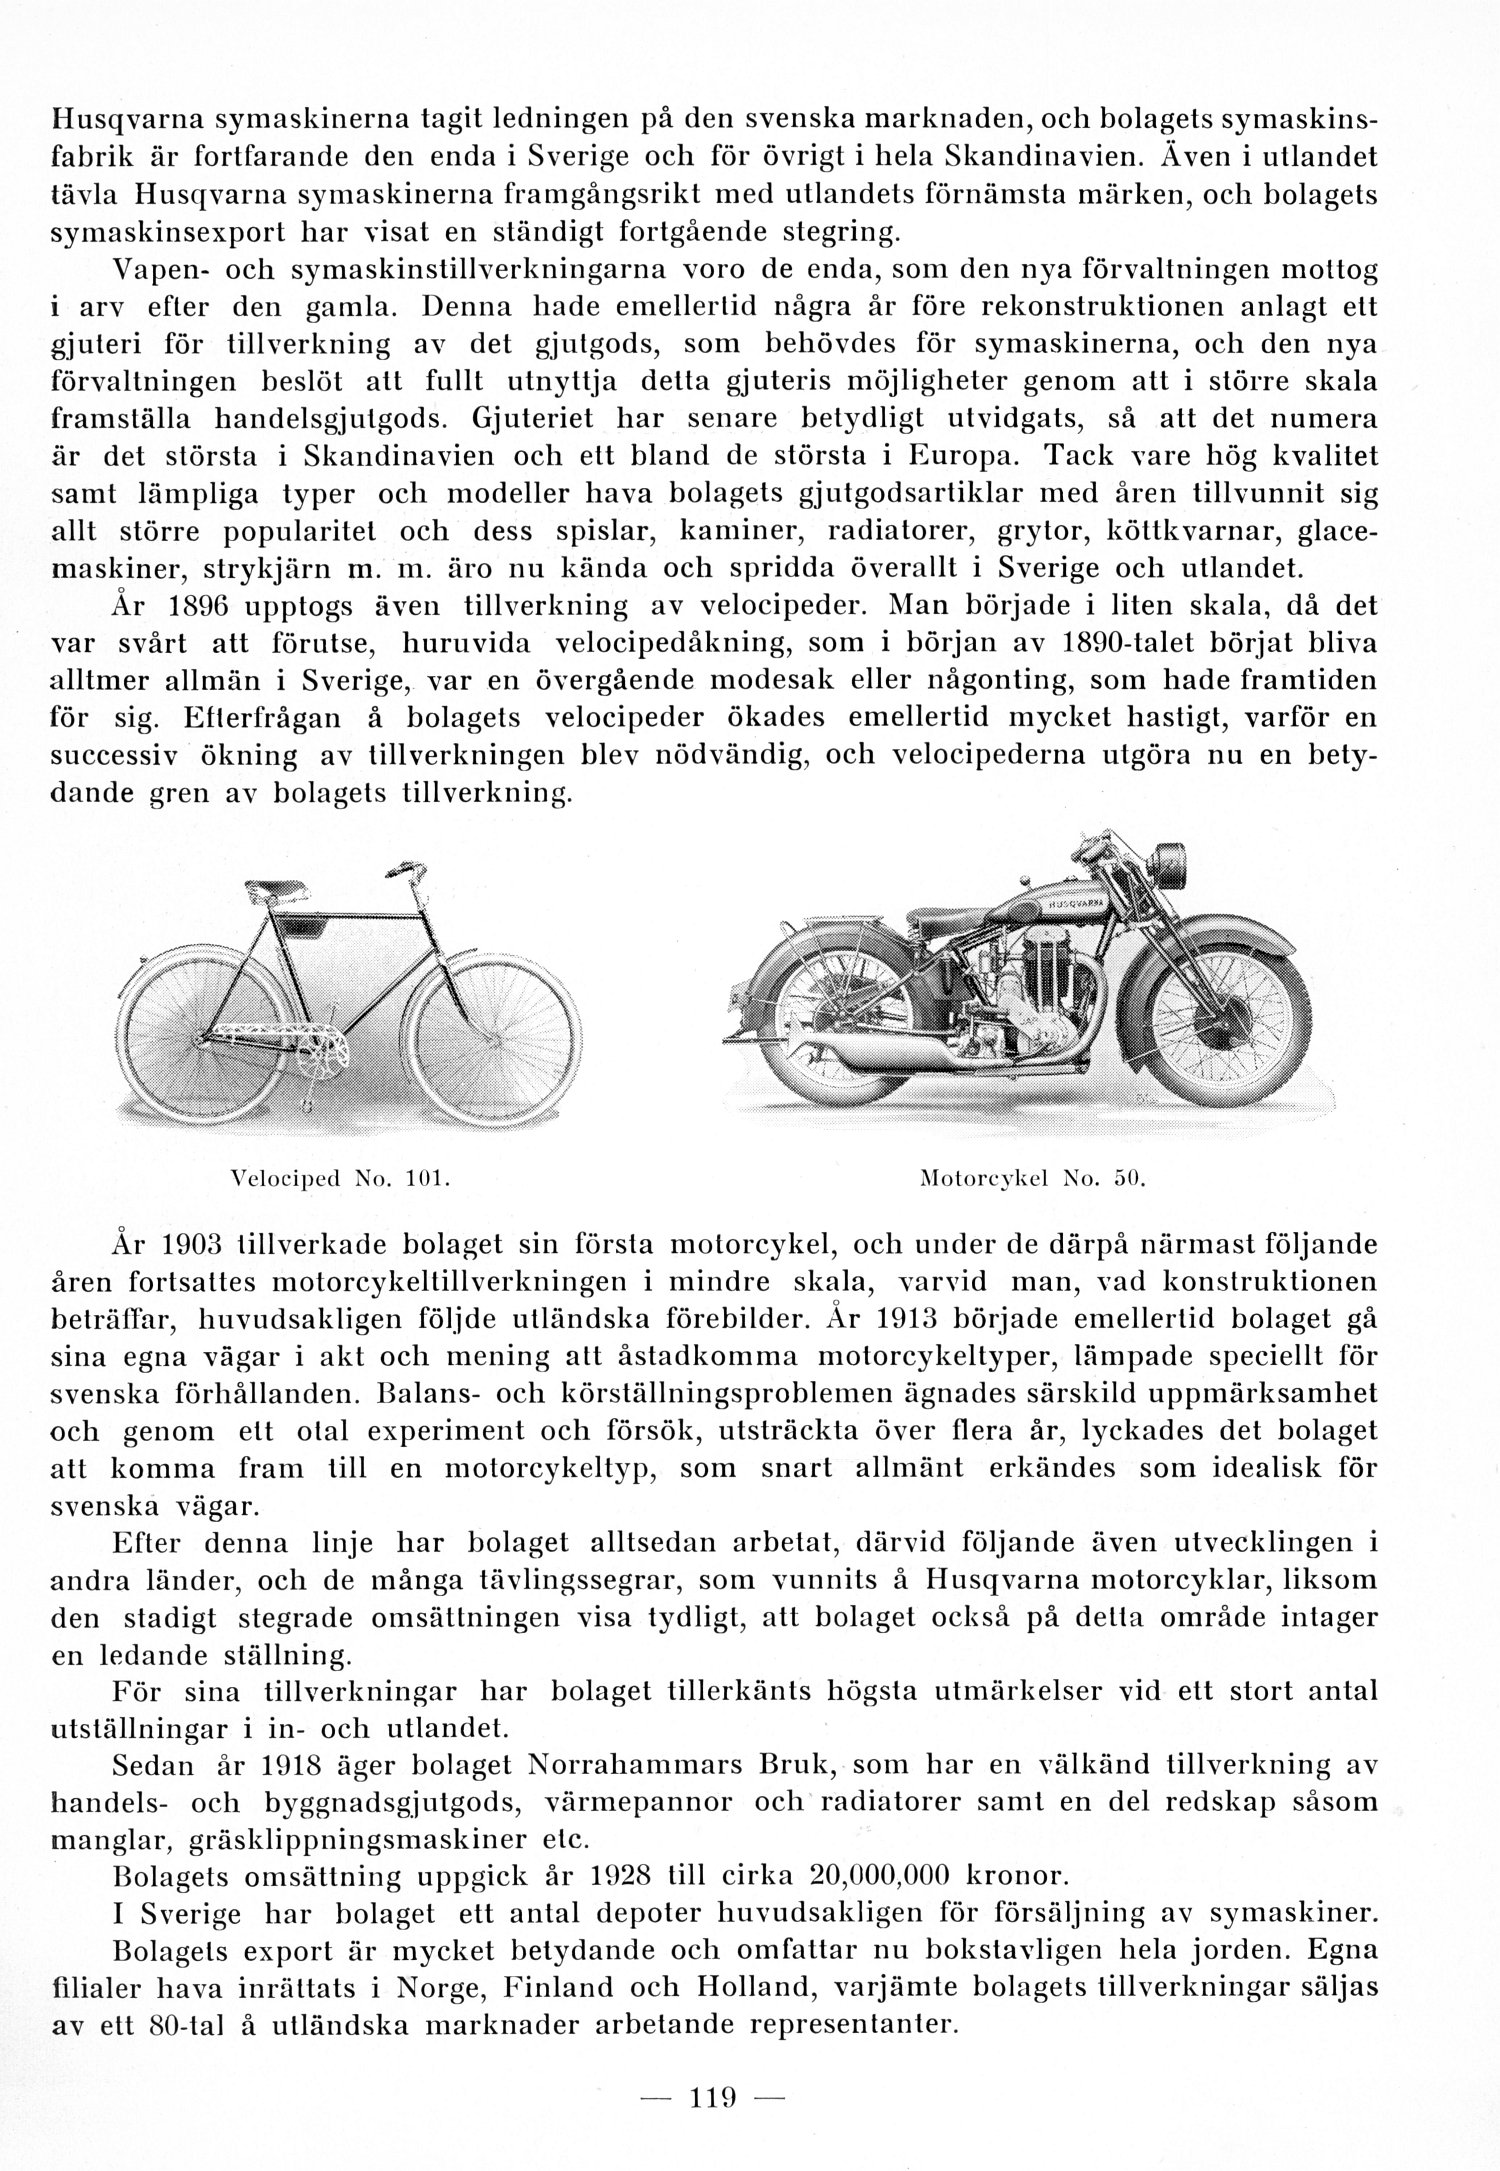 Husqvarna symaskinerna tagit ledningen på den svenska marknaden, och bolagets symaskins-
fabrik är fortfarande den enda i Sverige och för övrigt i hela Skandinavien. Även i utlandet
tävla Husqvarna symaskinerna framgångsrikt med utlandets förnämsta märken, och bolagets
symaskinsexport har visat en ständigt fortgående stegring.
Vapen- och symaskinstillverkningarna voro de enda, som den nya förvaltningen mottog
i arv efter den gamla. Denna hade emellertid några år före rekonstruktionen anlagt ett
gjuteri för tillverkning av det gjutgods, som behövdes för symaskinerna, och den nya
förvaltningen beslöt att fullt utnyttja detta gjuteris möjligheter genom att i större skala
framställa handelsgjutgods. Gjuteriet har senare betydligt utvidgats, så att det numera
är det största i Skandinavien och ett bland de största i Europa. Tack vare hög kvalitet
samt lämpliga typer och modeller hava bolagets gjutgodsartiklar med åren tillvunnit sig
allt större popularitet och dess spislar, kaminer, radiatorer, grytor, köttkvarnar, glace-
maskiner, strykjärn m. m. äro nu kända och spridda överallt i Sverige och utlandet.
År 1896 upptogs även tillverkning av velocipeder. Man började i liten skala, då det
var svårt att förutse, huruvida velocipedåkning, som i början av 1890-talet börjat bliva
alltmer allmän i Sverige, var en övergående modesak eller någonting, som hade framtiden
för sig. Efterfrågan å bolagets velocipeder ökades emellertid mycket hastigt, varför en
successiv ökning av tillverkningen blev nödvändig, och velocipederna utgöra nu en bety-
dande gren av bolagets tillverkning.
HUSQVARNA
Velociped No. 101.
Motorcykel No. 50.
År 1903 tillverkade bolaget sin första motorcykel, och under de därpå närmast följande
åren fortsattes motorcykeltillverkningen i mindre skala, varvid man, vad konstruktionen
beträffar, huvudsakligen följde utländska förebilder. År 1913 började emellertid bolaget gå
sina egna vägar i akt och mening att åstadkomma motorcykeltyper, lämpade speciellt för
svenska förhållanden. Balans- och körställningsproblemen ägnades särskild uppmärksamhet
och genom ett otal experiment och försök, utsträckta över flera år, lyckades det bolaget
att komma fram till en motorcykeltyp, som snart allmänt erkändes som idealisk för
svenska vägar.
Efter denna linje har bolaget alltsedan arbetat, därvid följande även utvecklingen i
andra länder, och de många tävlingssegrar, som vunnits å Husqvarna motorcyklar, liksom
den stadigt stegrade omsättningen visa tydligt, att bolaget också på detta område intager
en ledande ställning.
För sina tillverkningar har bolaget tillerkänts högsta utmärkelser vid ett stort antal
utställningar i in- och utlandet.
Sedan år 1918 äger bolaget Norrahammars Bruk, som har en välkänd tillverkning av
handels- och byggnadsgjutgods, värmepannor och radiatorer samt en del redskap såsom
manglar, gräsklippningsmaskiner etc.
Bolagets omsättning uppgick år 1928 till cirka 20,000,000 kronor.
I Sverige har bolaget ett antal depoter huvudsakligen för försäljning av symaskiner.
Bolagets export är mycket betydande och omfattar nu bokstavligen hela jorden. Egna
filialer hava inrättats i Norge, Finland och Holland, varjämte bolagets tillverkningar säljas
av ett 80-tal å utländska marknader arbetande representanter.
— 119 —